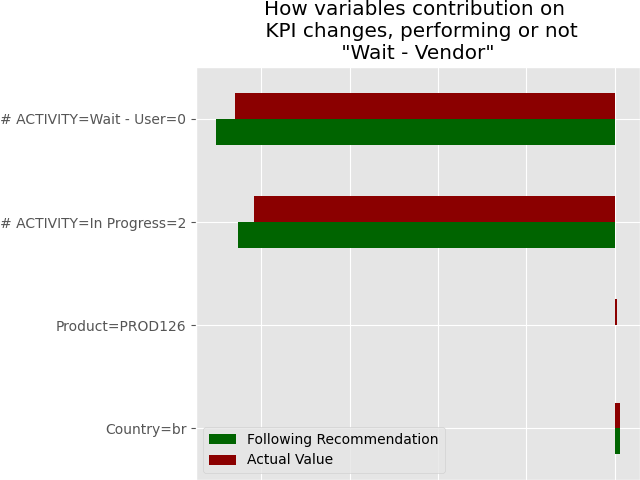 How variables contribution on
KPI changes, performing or not
"Wait - Vendor"
# ACTIVITY=Wait - User=0
# ACTIVITY=In Progress=2
Product=PROD126
Country=br
Following Recommendation
Actual Value